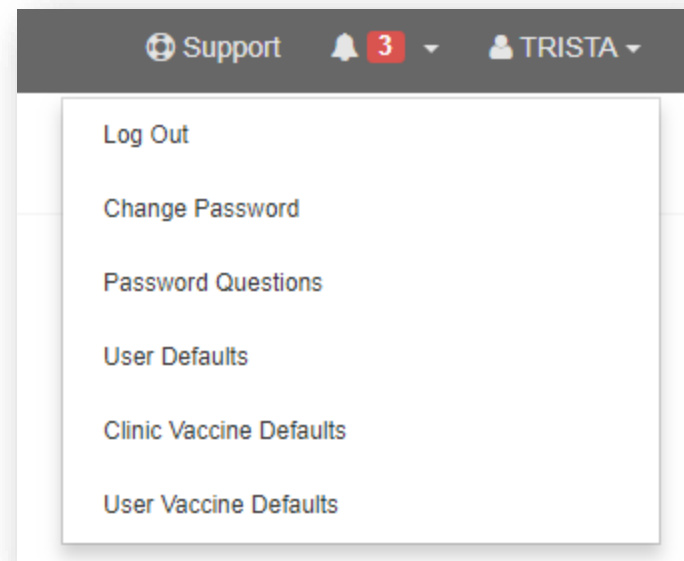 Support 3 TRISTA
Log Out
Change Password
Password Questions
User Defaults
Clinic Vaccine Defaults
User Vaccine Defaults